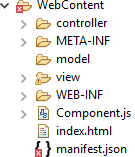 WebContent
controller
META-INF
model
view
WEB-INF
Component.js
index.html
manifest.json